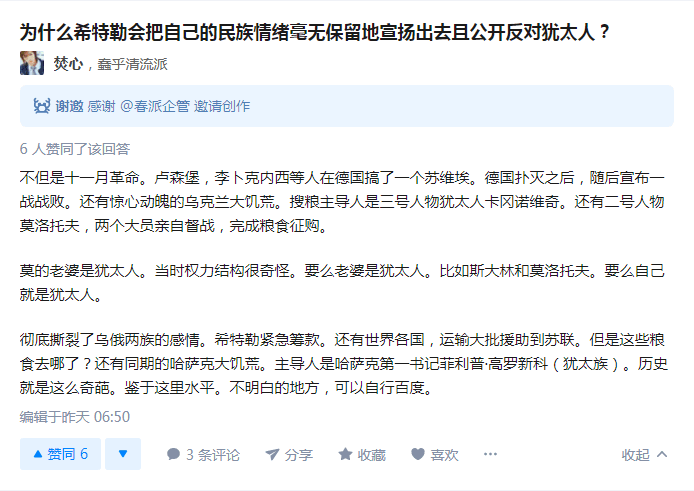 为什么希特勒会把自己的民族情绪毫无保留地宣扬出去且公开反对犹太人？
焚心，蠢乎清流派
谢邀 感谢 @春派企管 邀请创作
6 人赞同了该回答
不但是十一月革命。卢森堡，李卜克内西等人在德国搞了一个苏维埃。德国扑灭之后，随后宣布一
战战败。还有惊心动魄的乌克兰大饥荒。搜粮主导人是三号人物犹太人卡冈诺维奇。还有二号人物
莫洛托夫，两个大员亲自督战，完成粮食征购。
莫的老婆是犹太人。当时权力结构很奇怪。要么老婆是犹太人。比如斯大林和莫洛托夫。要么自己
就是犹太人。
彻底撕裂了乌俄两族的感情。希特勒紧急筹款。还有世界各国，运输大批援助到苏联。但是这些粮
食去哪了？还有同期的哈萨克大饥荒。主导人是哈萨克第一书记菲利普·高罗新科（犹太族）。历史
就是这么奇葩。鉴于这里水平。不明白的地方，可以自行百度。
编辑于昨天 06:50
赞同 6 3 条评论 分享 收藏 喜欢 ··· 收起